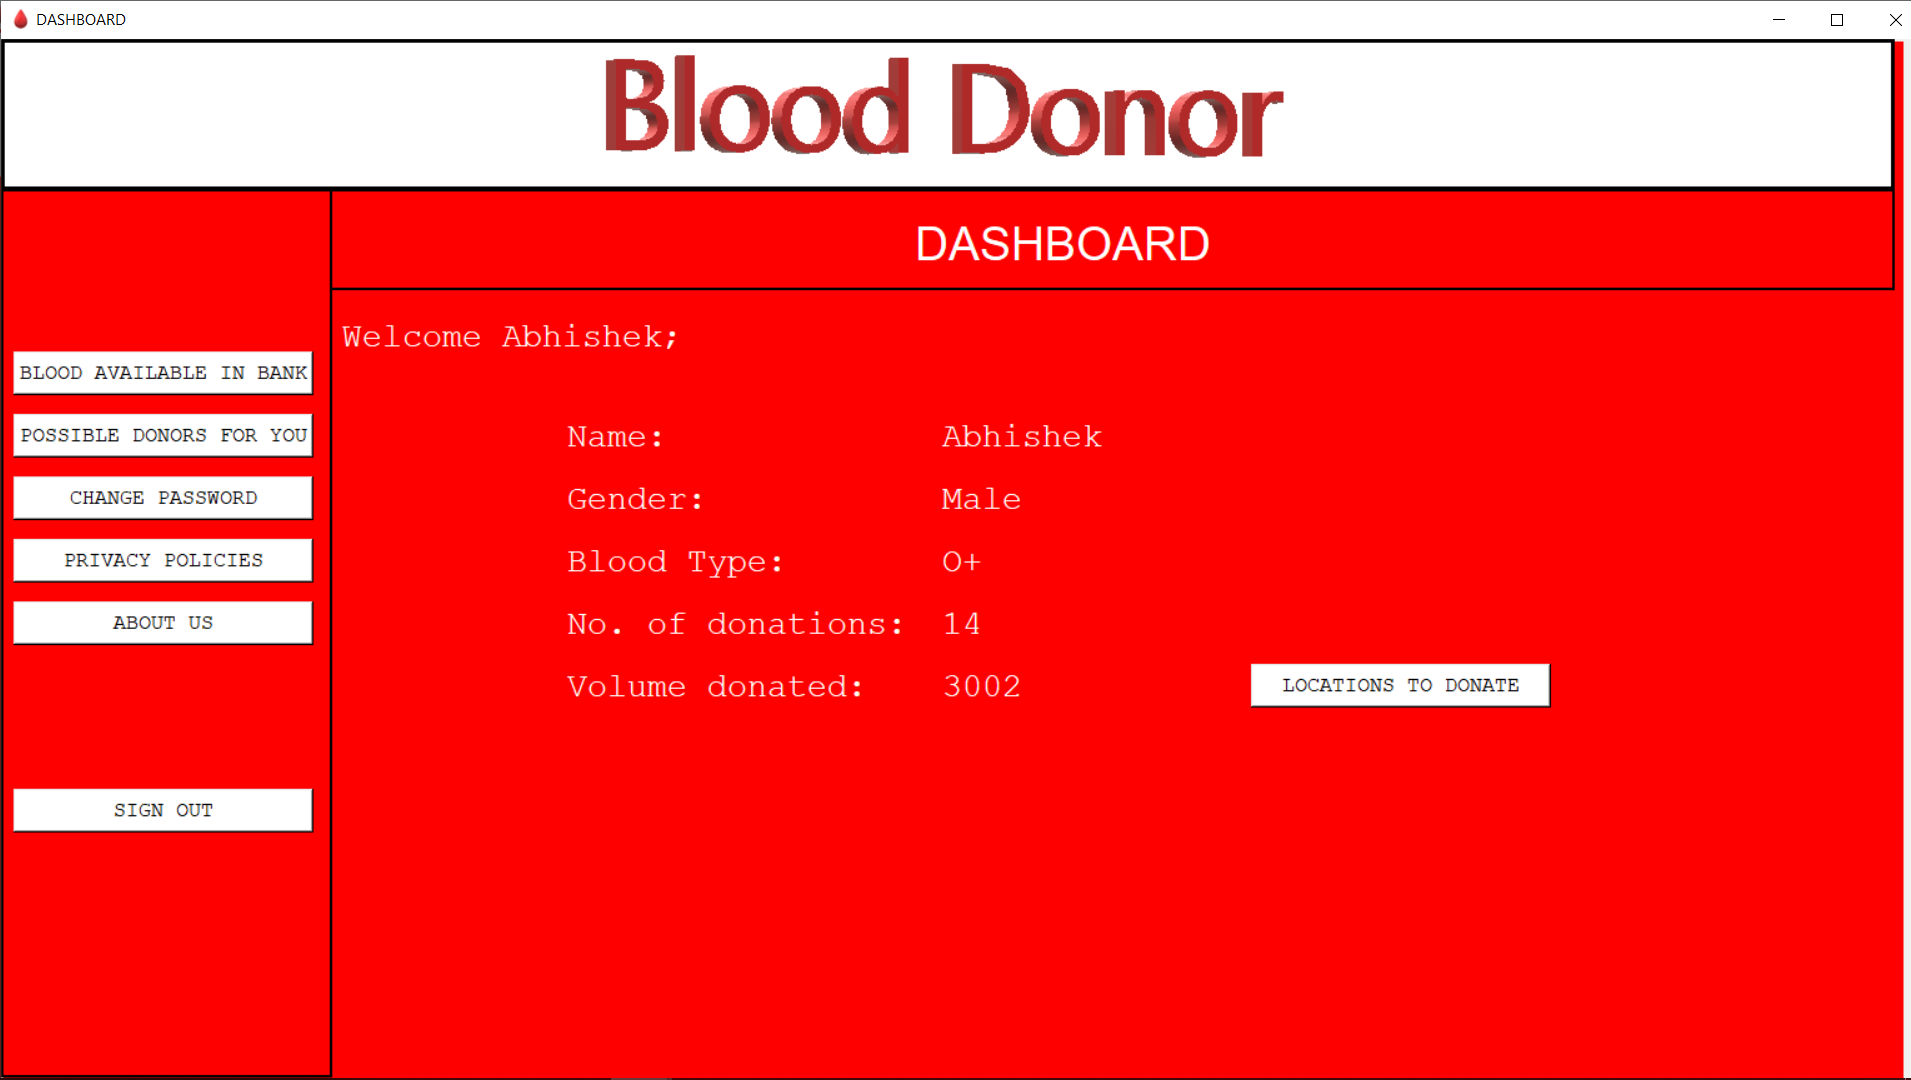 DASHBOARD
Blood Donor
DASHBOARD
Welcome Abhishek;
BLOOD AVAILABLE IN BANK
POSSIBLE DONORS FOR YOU
CHANGE PASSWORD
PRIVACY POLICIES
ABOUT US
SIGN OUT
Name: Abhishek
Gender: Male
Blood Type: O+
No. of donations: 14
Volume donated: 3002
LOCATIONS TO DONATE